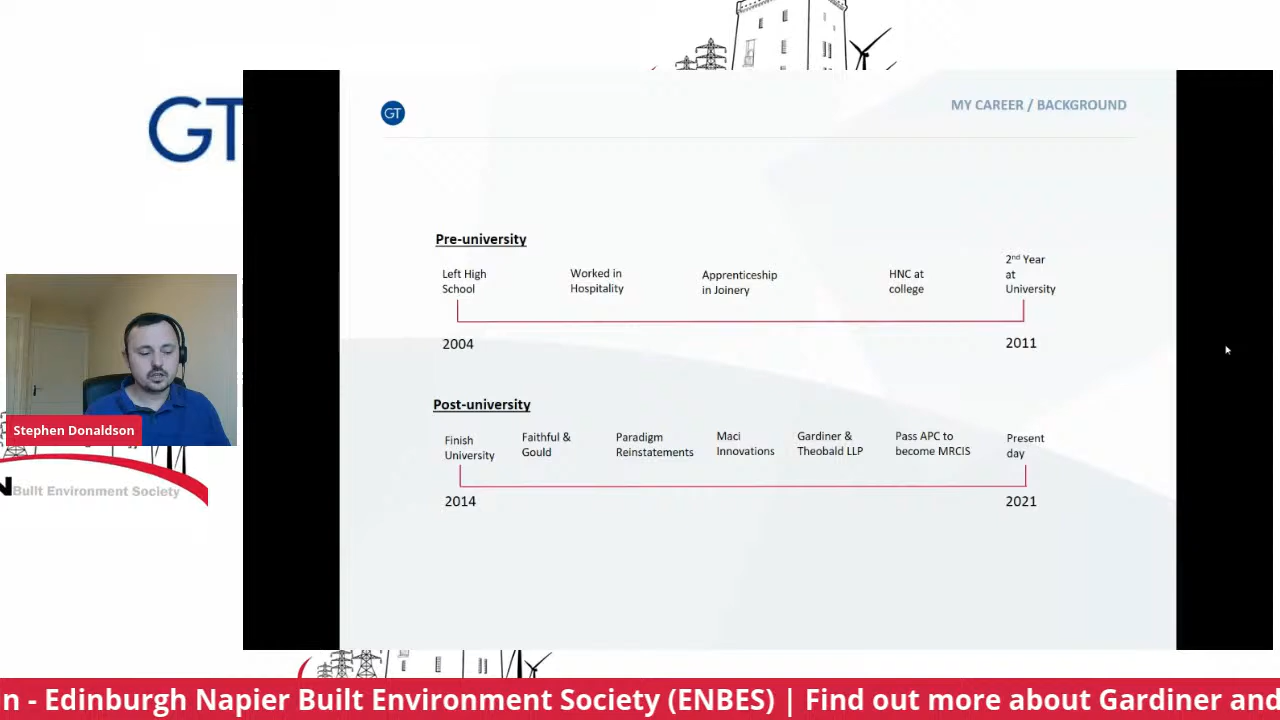 GT
GT
MY CAREER / BACKGROUND
Pre-university
Left High
School
Worked in
Hospitality
Apprenticeship
in Joinery
HNC at
college
2nd Year
at
University
2004
2011
Post-university
Finish
University
Faithful &
Gould
Paradigm
Reinstatements
Maci
Innovations
Gardiner &
Theobald LLP
Pass APC to
become MRCIS
Present
day
2014
2021
Stephen Donaldson
N Built Environment Society
in - Edinburgh Napier Built Environment Society (ENBES) | Find out more about Gardiner and